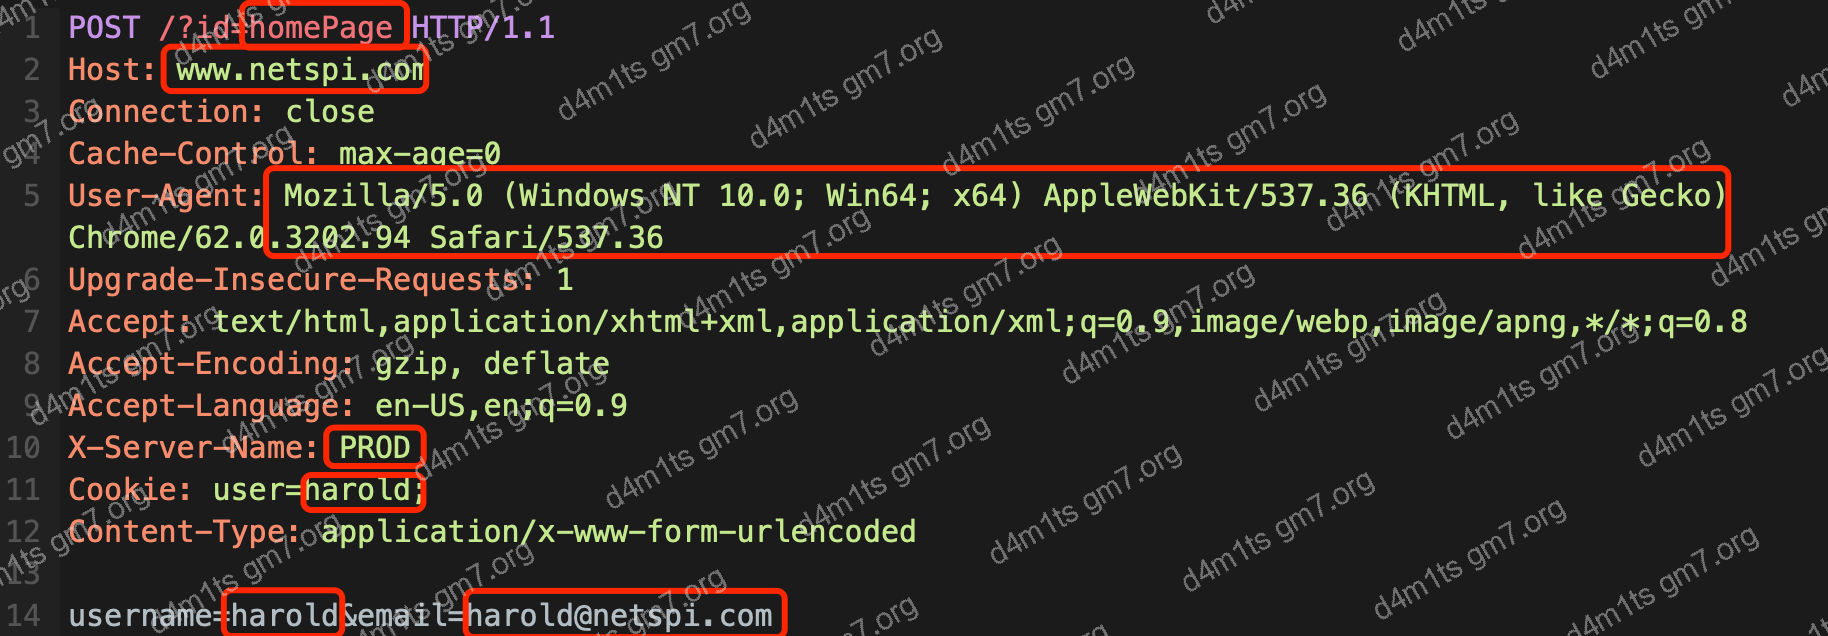 1 POST /?id=homePage HTTP/1.1
2 Host: www.netspi.com
3 Connection: close
4 Cache-Control: max-age=0
5 User-Agent: Mozilla/5.0 (Windows NT 10.0; Win64; x64) AppleWebKit/537.36 (KHTML, like Gecko)
Chrome/62.0.3202.94 Safari/537.36
6 Upgrade-Insecure-Requests: 1
7 Accept: text/html,application/xhtml+xml,application/xml;q=0.9,image/webp,image/apng,*/*;q=0.8
8 Accept-Encoding: gzip, deflate
9 Accept-Language: en-US,en;q=0.9
10 X-Server-Name: PROD
11 Cookie: user=harold;
12 Content-Type: application/x-www-form-urlencoded
13
14 username=harold&email=harold@netspi.com
d4m1ts gm7.org